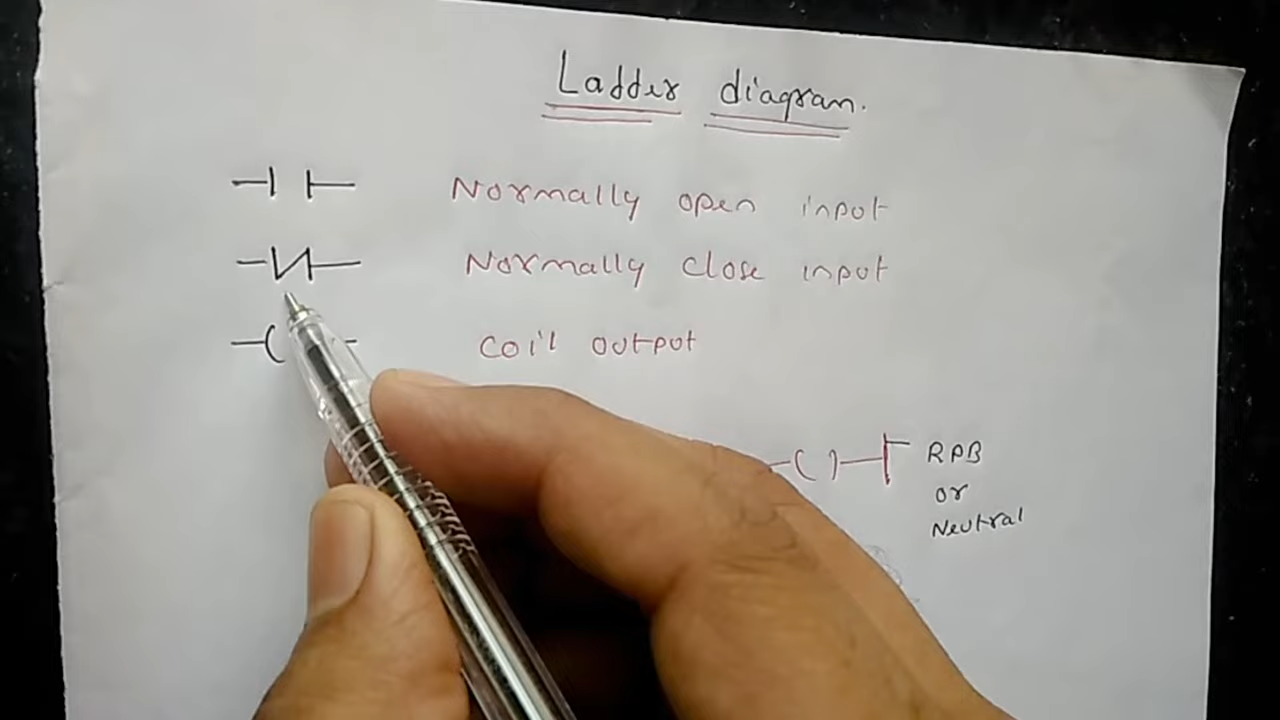 Ladder diagram.
Normally open input
Normally close input
Coil output
RPB
or
Neutral